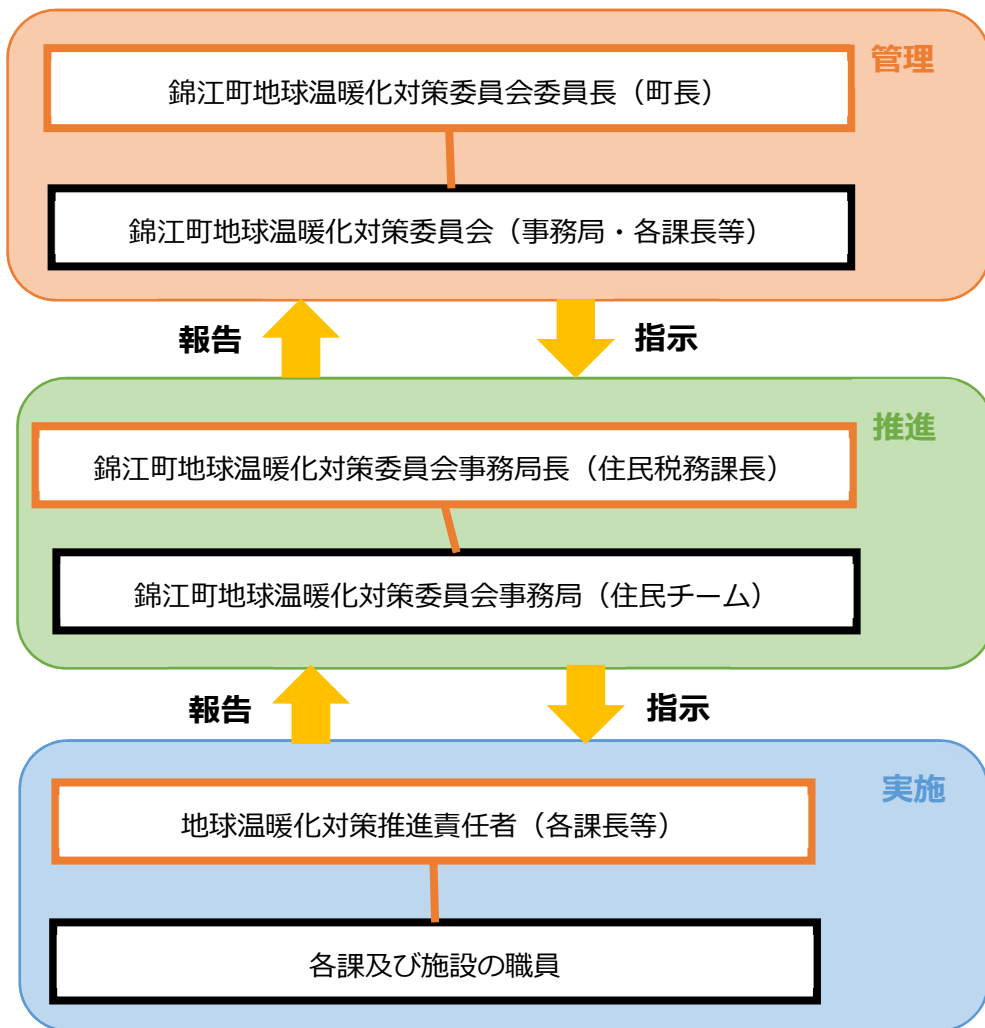 管理
錦江町地球温暖化対策委員会委員長（町長）
錦江町地球温暖化対策委員会（事務局・各課長等）
報告
指示
推進
錦江町地球温暖化対策委員会事務局長（住民税務課長）
錦江町地球温暖化対策委員会事務局（住民チーム）
報告
指示
実施
地球温暖化対策推進責任者（各課長等）
各課及び施設の職員